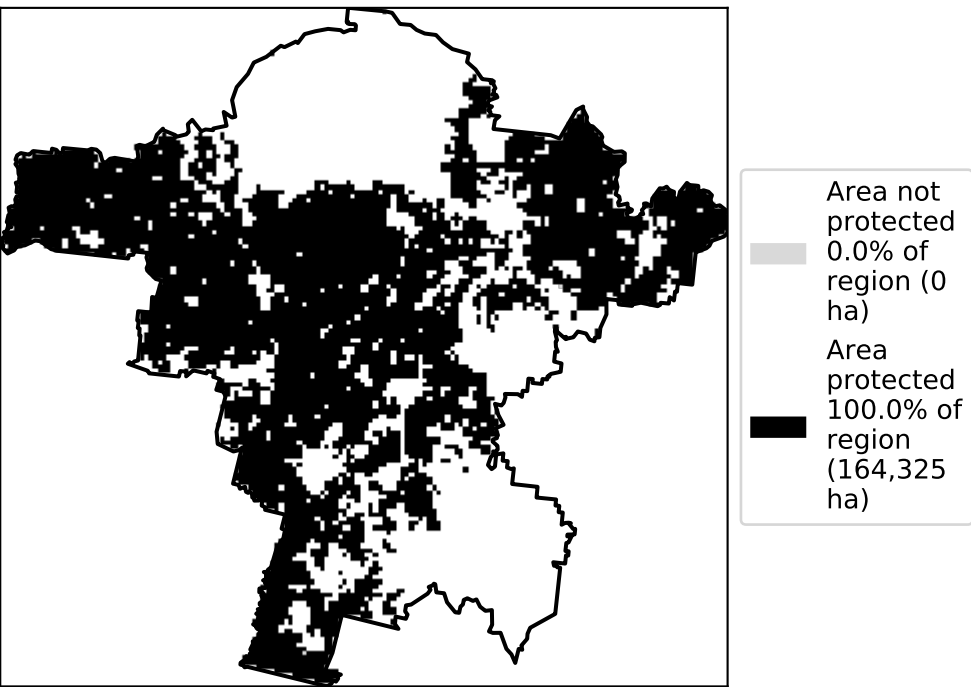 Area not
protected
0.0% of
region (0
ha)
Area
protected
100.0% of
region
(164,325
ha)